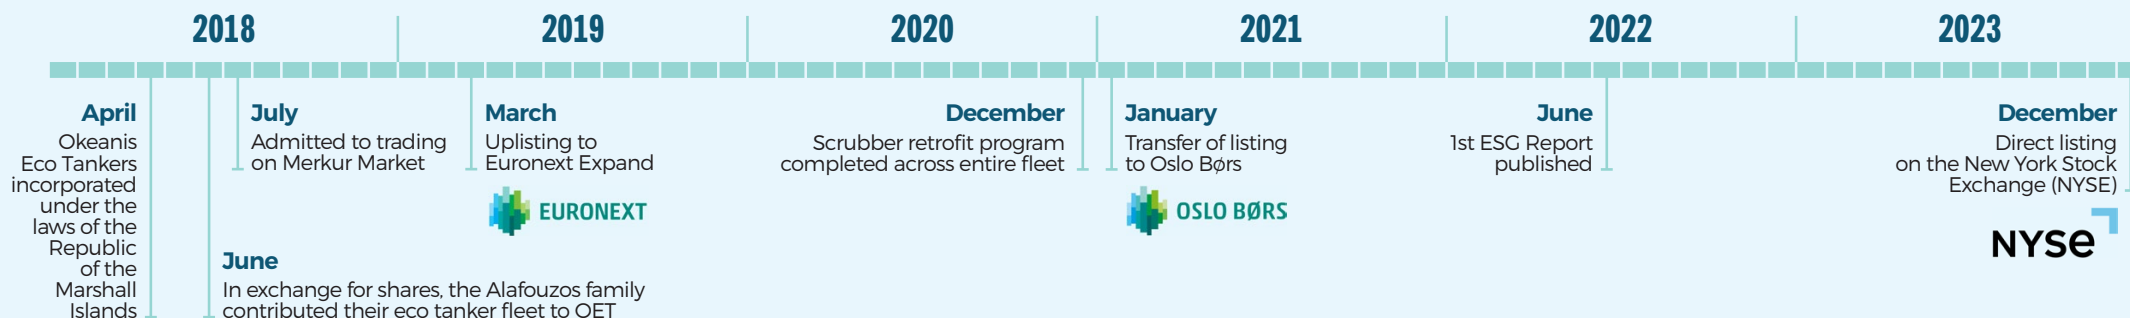 2018
2019
2020
2021
2022
2023
April
Okeanis
Eco Tankers
incorporated
under the
laws of the
Republic
of the
Marshall
Islands
June
In exchange for shares, the Alafouzos family
contributed their eco tanker fleet to OET
July
Admitted to trading
on Merkur Market
March
Uplisting to
Euronext Expand
EURONEXT
December
Scrubber retrofit program
completed across entire fleet
January
Transfer of listing
to Oslo Børs
OSLO BØRS
June
1st ESG Report
published
December
Direct listing
on the New York Stock
Exchange (NYSE)
NYSE